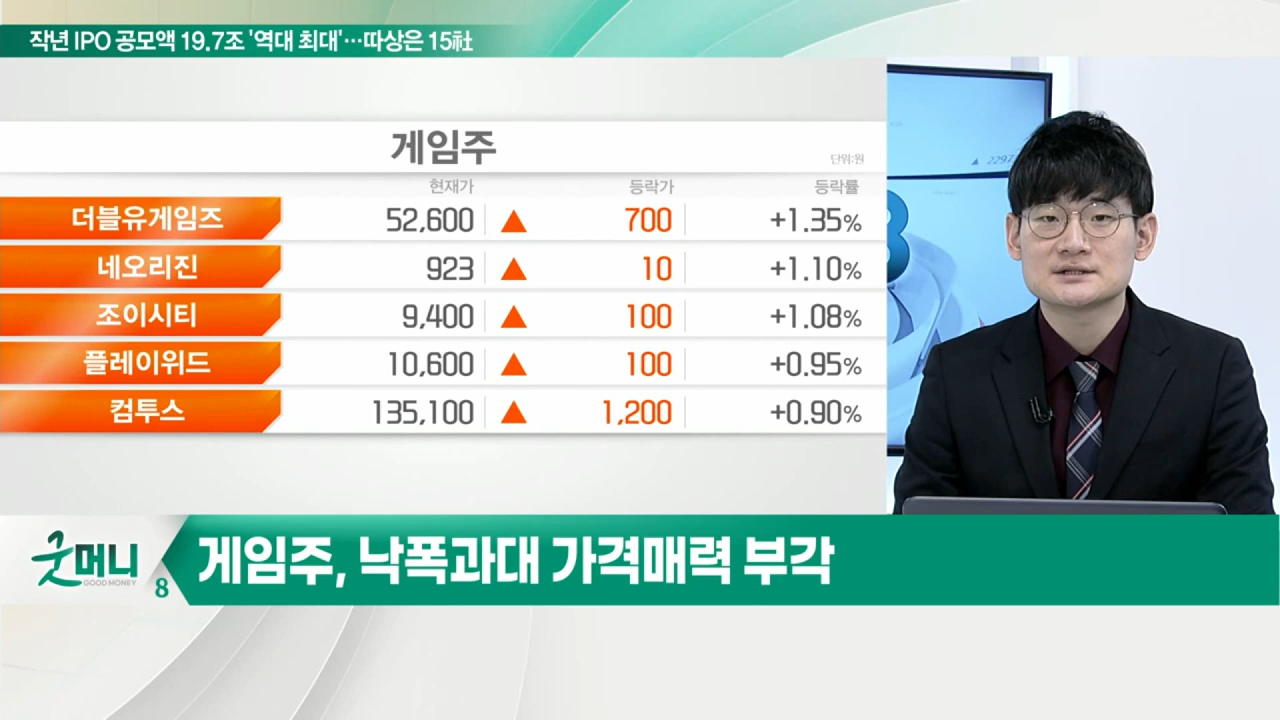 작년 IPO 공모액 19.7조 '역대 최대'…따상은 15社
게임주
단위:원
현재가 등락가 등락률
더블유게임즈 52,600 ▲ 700 +1.35%
네오리진 923 ▲ 10 +1.10%
조이시티 9,400 ▲ 100 +1.08%
플레이위드 10,600 ▲ 100 +0.95%
컴투스 135,100 ▲ 1,200 +0.90%
▲ 2297
8
굿머니
GOOD MONEY
8
게임주, 낙폭과대 가격매력 부각